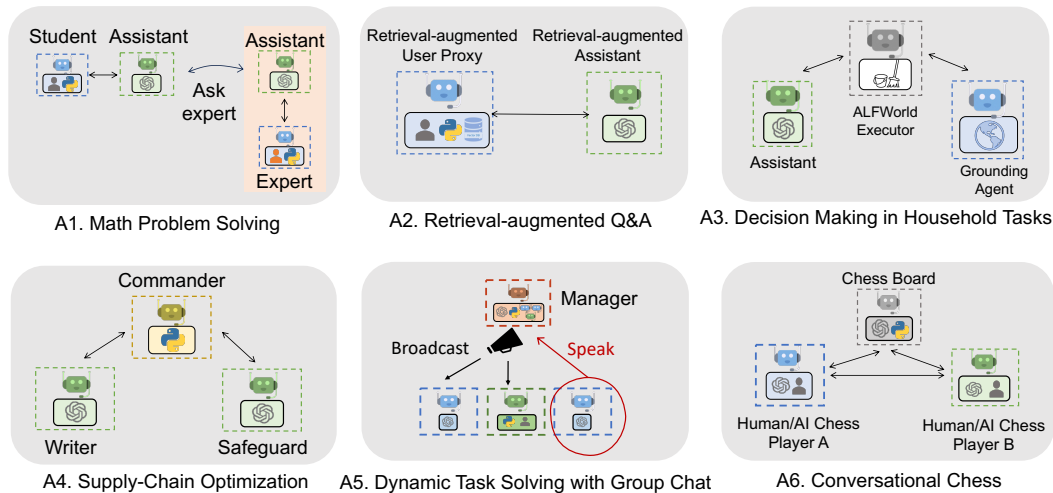 Student
Assistant
Ask
expert
Assistant
Expert
A1. Math Problem Solving
Retrieval-augmented
User Proxy
Retrieval-augmented
Assistant
A2. Retrieval-augmented Q&A
ALFWorld
Executor
Assistant
Grounding
Agent
A3. Decision Making in Household Tasks
Commander
Writer
Safeguard
A4. Supply-Chain Optimization
Manager
Broadcast
Speak
A5. Dynamic Task Solving with Group Chat
Chess Board
Human/AI Chess
Player A
Human/AI Chess
Player B
A6. Conversational Chess